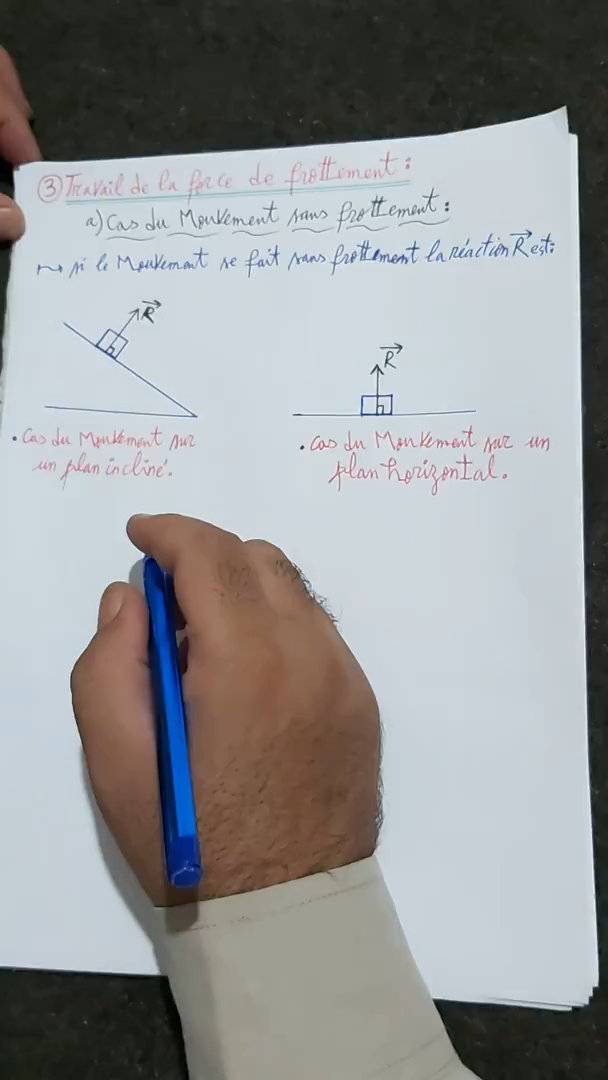 ③ Travail de la force de frottement :
a) Cas du Mouvement sans frottement :
si le Mouvement se fait sans frottement la réaction R est :
R
R
. Cas du Mouvement sur
un plan incliné.
. Cas du Mouvement sur un
plan horizontal.